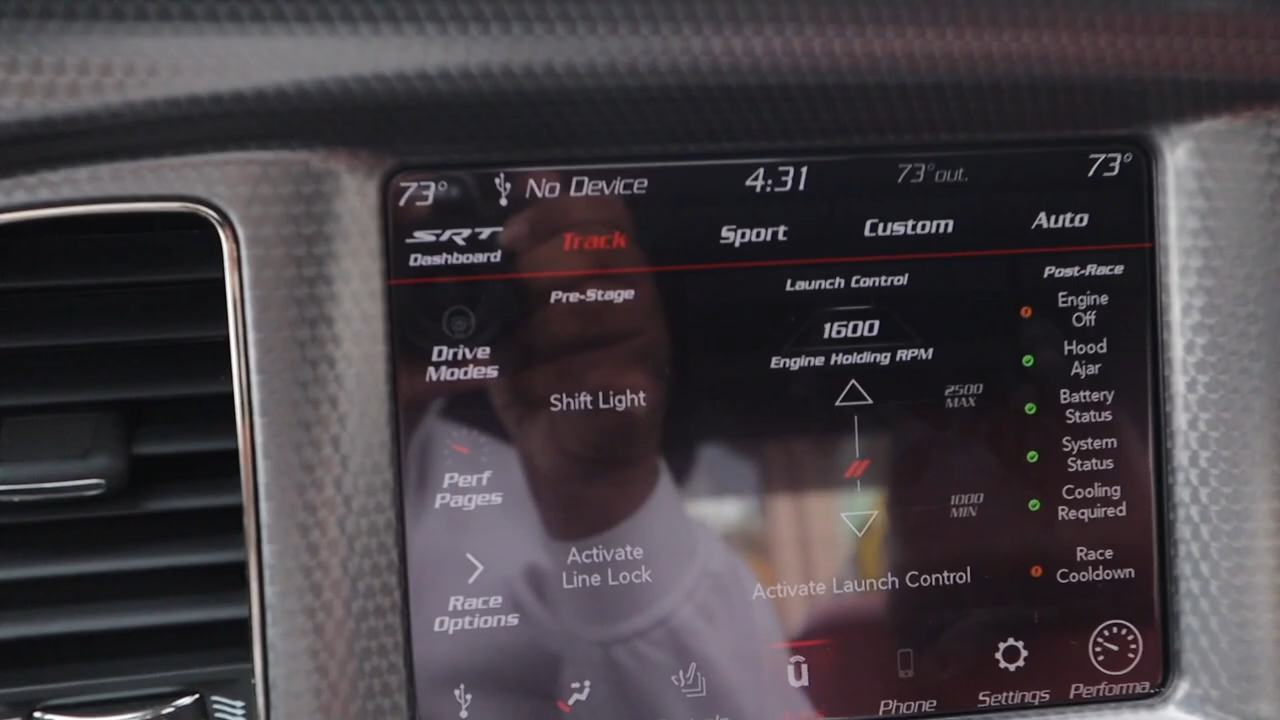 73° No Device 4:31 73° out. 73°
SRT Track Sport Custom Auto
Dashboard
Pre-Stage Launch Control Post-Race
1600
Engine Holding RPM
Engine
Off
Drive
Modes
Hood
Ajar
Shift Light
2500
MAX
Battery
Status
System
Status
Perf
Pages
1000
MIN
Cooling
Required
Activate
Line Lock
Activate Launch Control
Race
Cooldown
Race
Options
Phone Settings Performa...